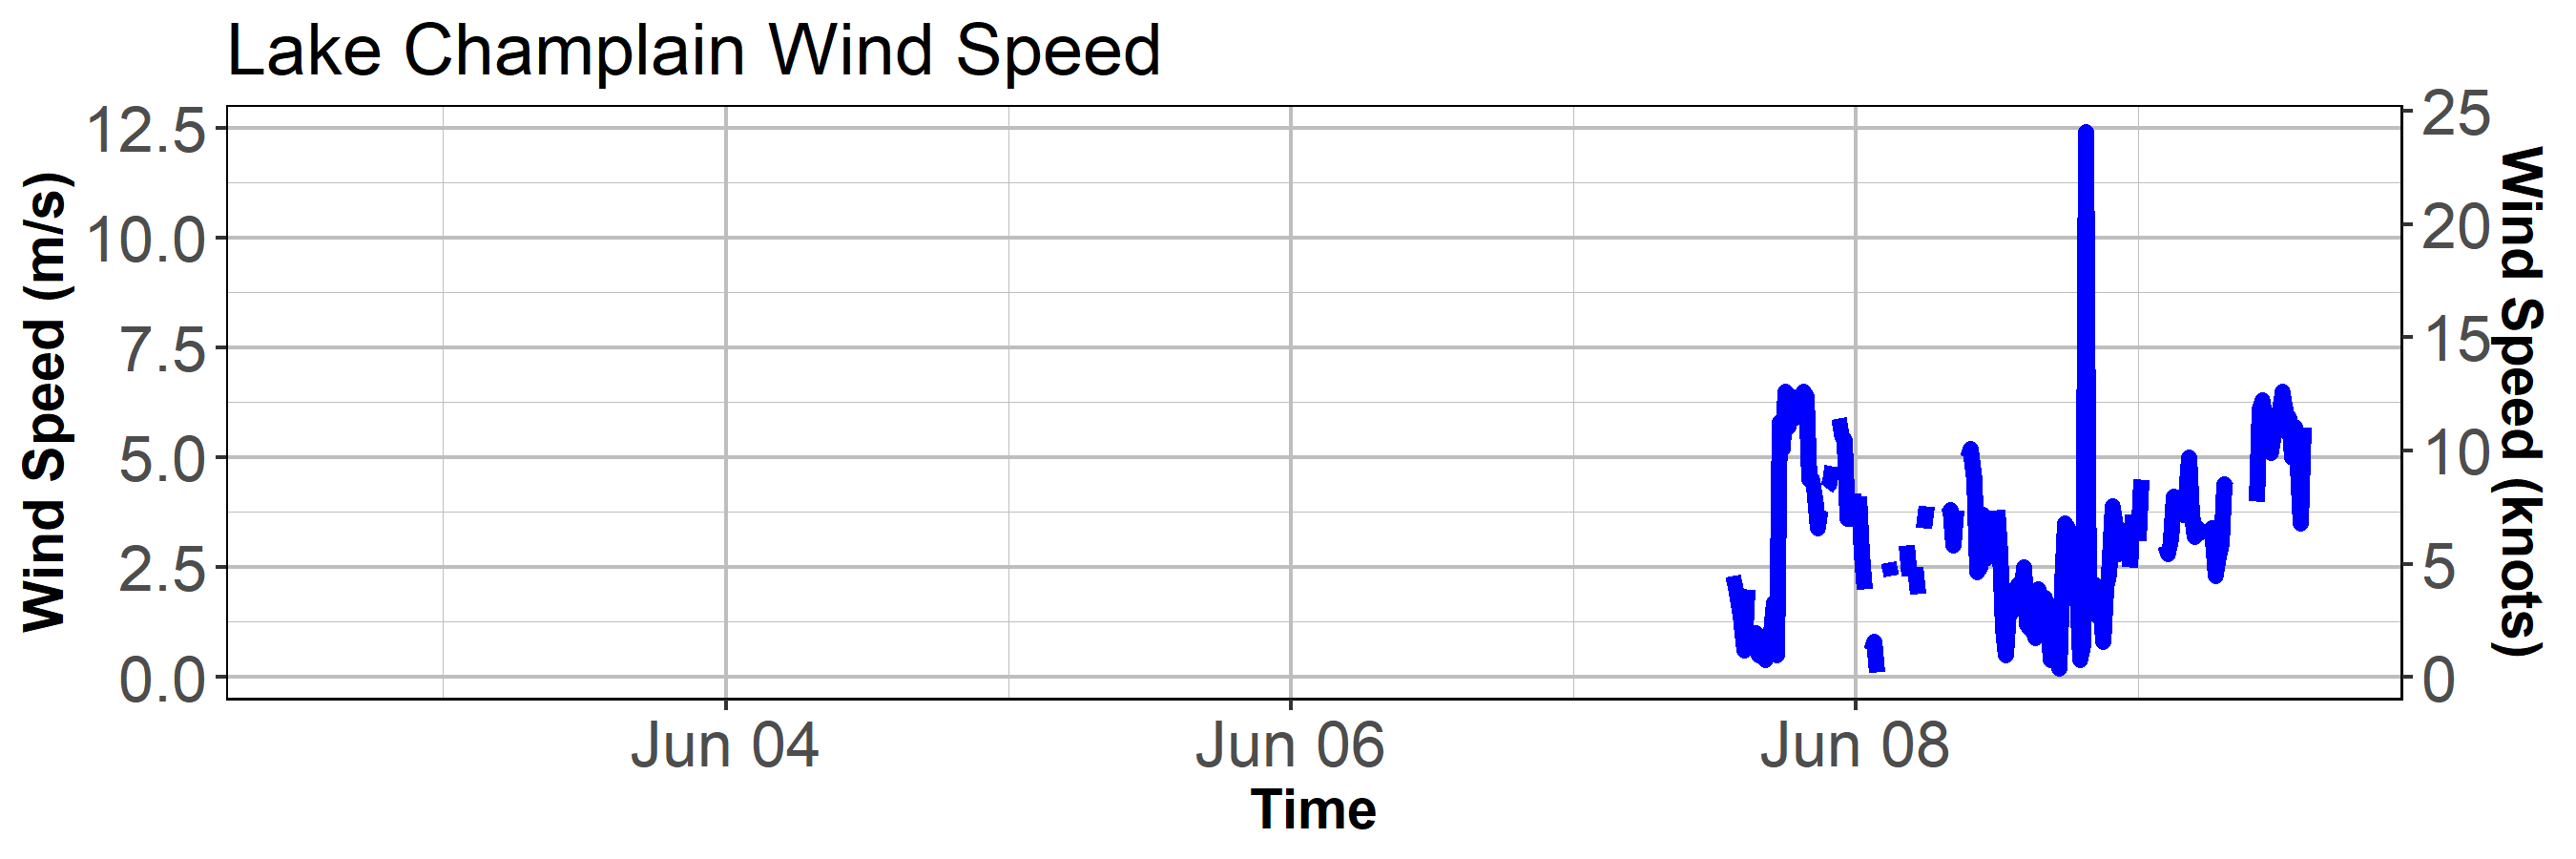 Lake Champlain Wind Speed
Wind Speed (m/s)
12.5
10.0
7.5
5.0
2.5
0.0
25
20
15
10
5
0
Wind Speed (knots)
Jun 04
Jun 06
Jun 08
Time